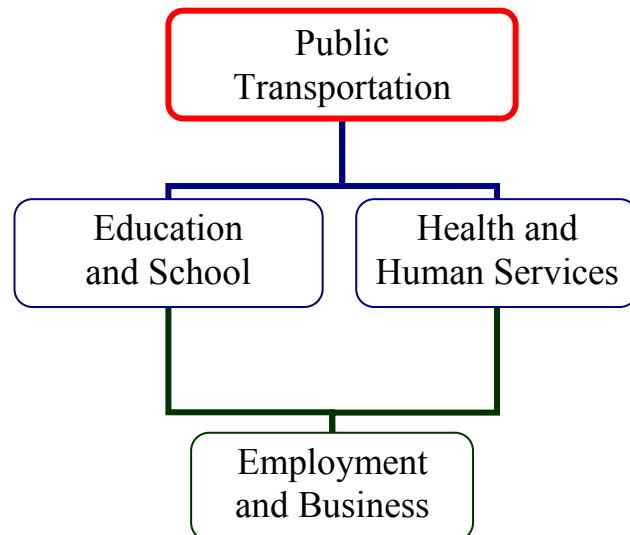 Public
Transportation
Education
and School
Health and
Human Services
Employment
and Business